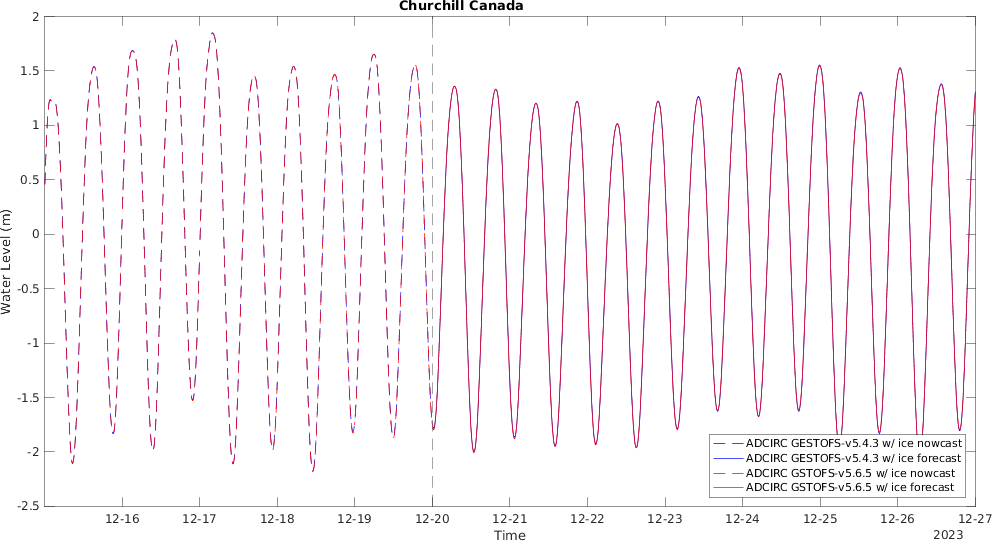 Churchill Canada
2
1.5
1
0.5
0
-0.5
-1
-1.5
-2
-2.5
Water Level (m)
ADCIRC GESTOFS-v5.4.3 w/ ice nowcast
ADCIRC GESTOFS-v5.4.3 w/ ice forecast
ADCIRC GSTOFS-v5.6.5 w/ ice nowcast
ADCIRC GSTOFS-v5.6.5 w/ ice forecast
12-16 12-17 12-18 12-19 12-20 12-21 12-22 12-23 12-24 12-25 12-26 12-27
Time
2023